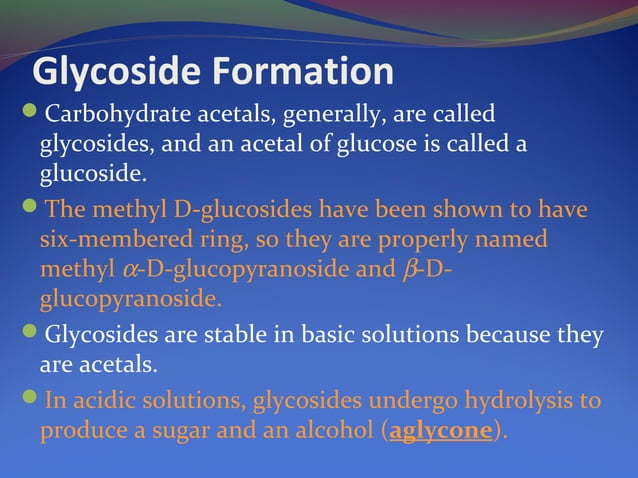 Glycoside Formation
Carbohydrate acetals, generally, are called
glycosides, and an acetal of glucose is called a
glucoside.
The methyl D-glucosides have been shown to have
six-membered ring, so they are properly named
methyl α-D-glucopyranoside and β-D-
glucopyranoside.
Glycosides are stable in basic solutions because they
are acetals.
In acidic solutions, glycosides undergo hydrolysis to
produce a sugar and an alcohol (aglycone).